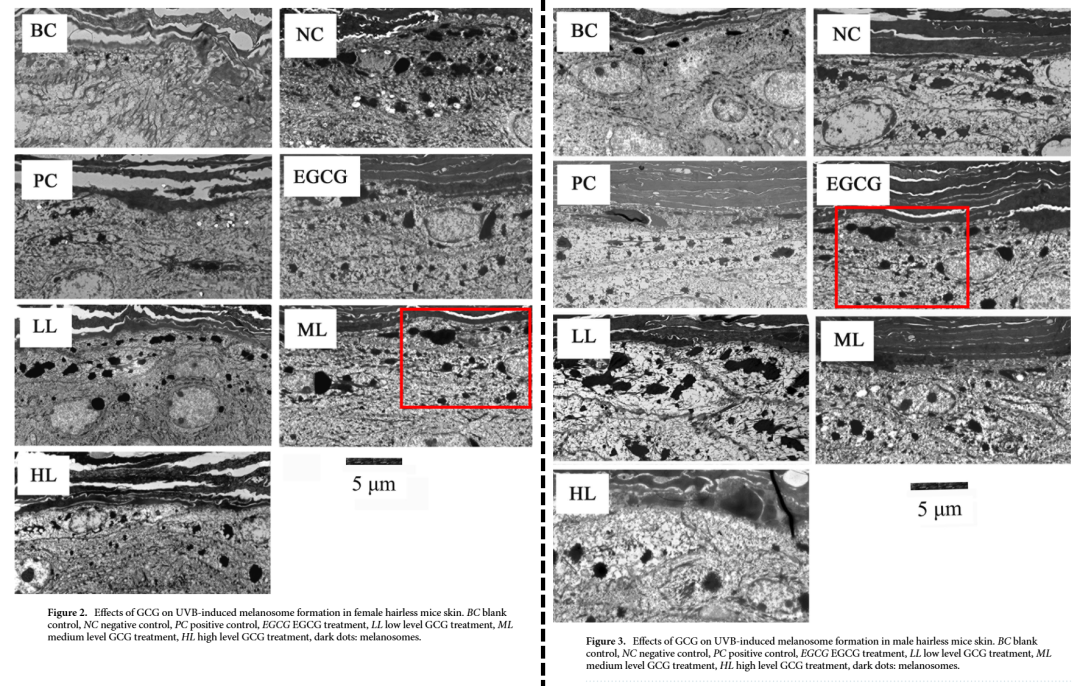 BC
NC
PC
EGCG
LL
ML
HL
5 μm
Figure 2. Effects of GCG on UVB-induced melanosome formation in female hairless mice skin. BC blank
control, NC negative control, PC positive control, EGCG EGCG treatment, LL low level GCG treatment, ML
medium level GCG treatment, HL high level GCG treatment, dark dots: melanosomes.
BC
NC
PC
EGCG
LL
ML
HL
5 μm
Figure 3. Effects of GCG on UVB-induced melanosome formation in male hairless mice skin. BC blank
control, NC negative control, PC positive control, EGCG EGCG treatment, LL low level GCG treatment, ML
medium level GCG treatment, HL high level GCG treatment, dark dots: melanosomes.